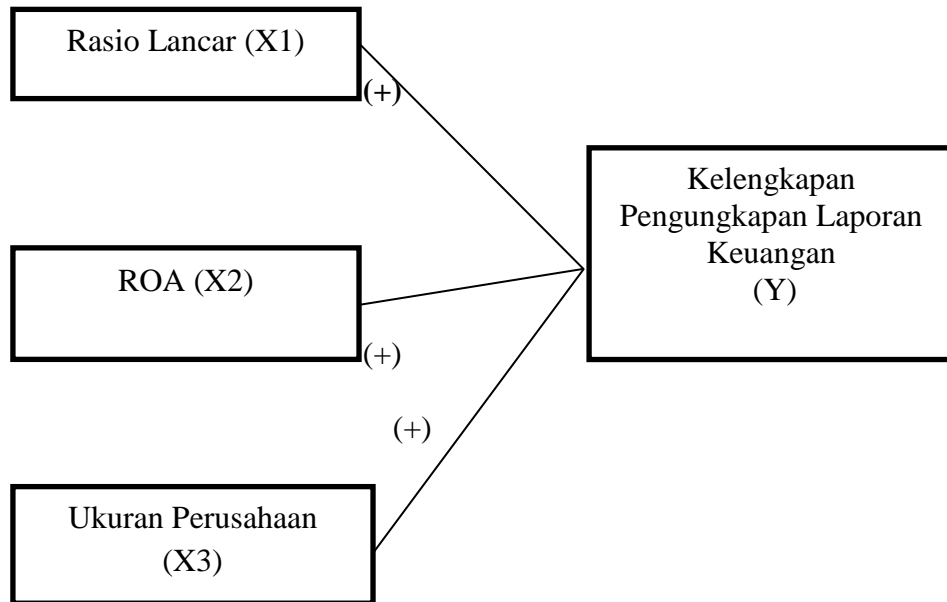 Rasio Lancar (X1)
(+)
Kelengkapan
Pengungkapan Laporan
Keuangan
(Y)
ROA (X2)
(+)
(+)
Ukuran Perusahaan
(X3)